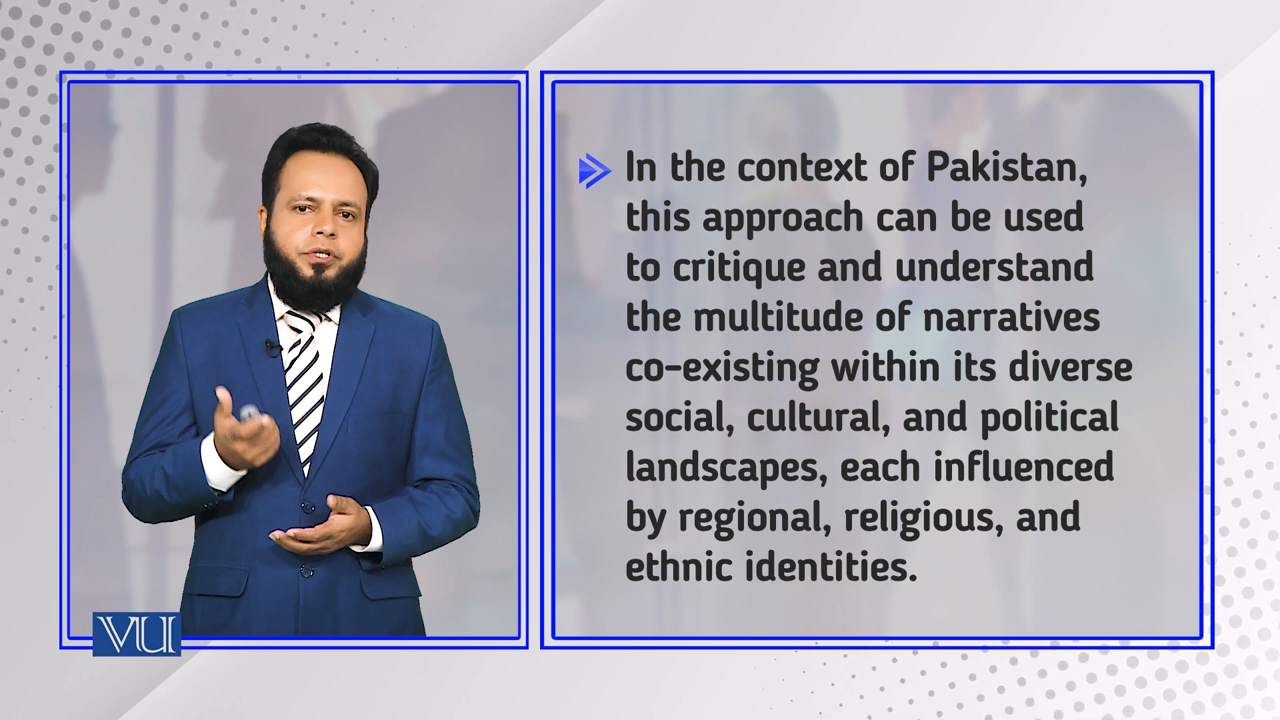 In the context of Pakistan,
this approach can be used
to critique and understand
the multitude of narratives
co-existing within its diverse
social, cultural, and political
landscapes, each influenced
by regional, religious, and
ethnic identities.
VU